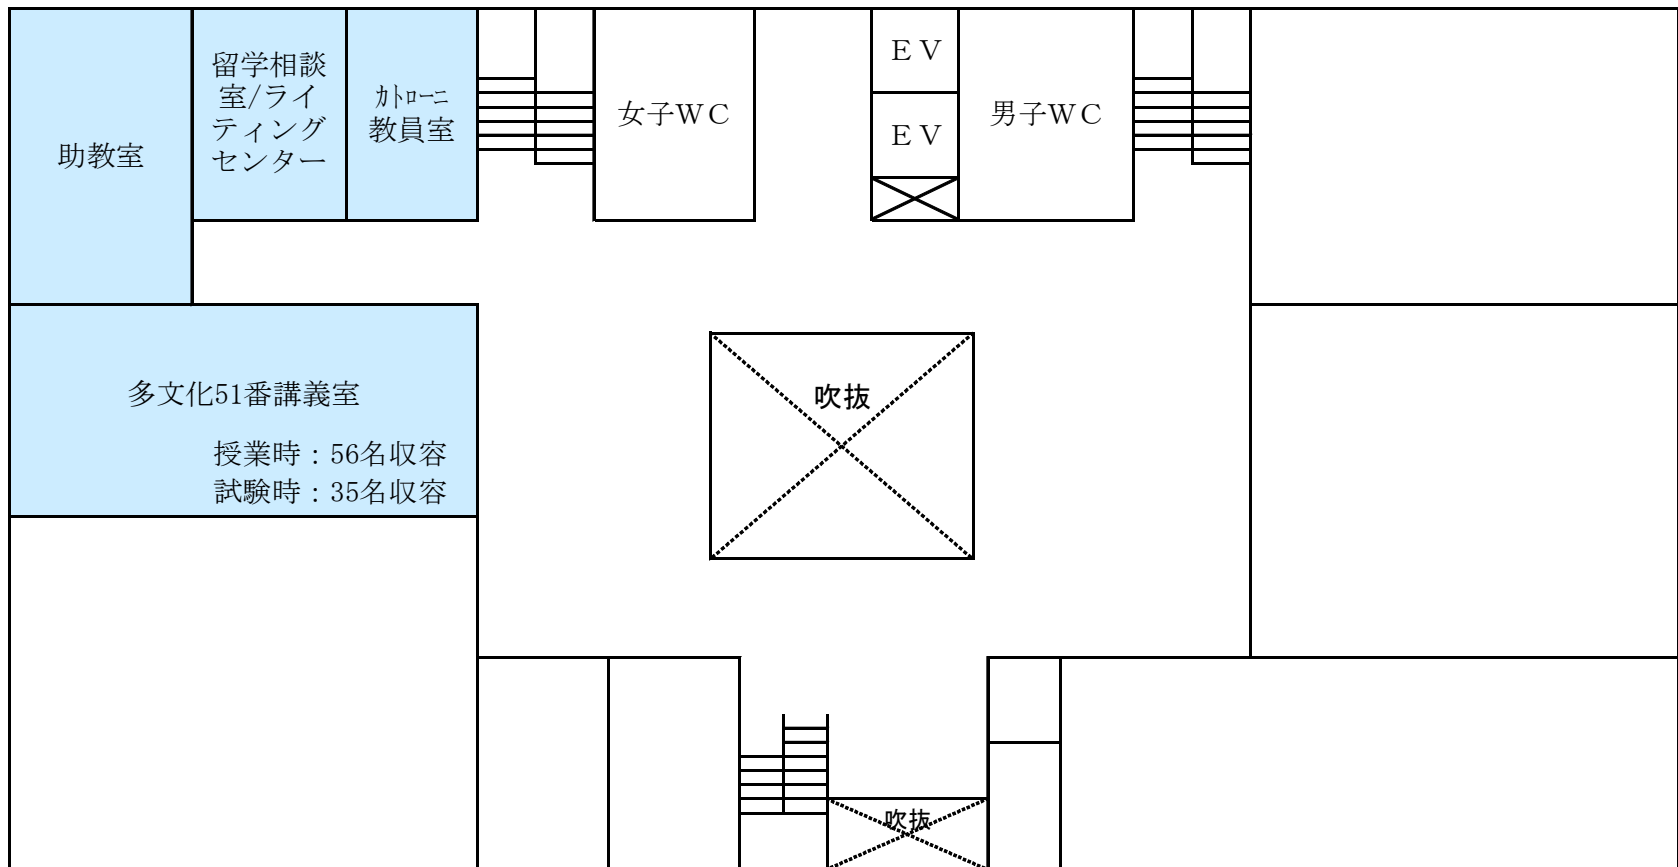 助教室
留学相談
室/ライ
ティング
センター
ｶﾄﾛｰﾆ
教員室
女子WC
EV
EV
男子WC
多文化51番講義室
授業時：56名収容
試験時：35名収容
吹抜
吹抜